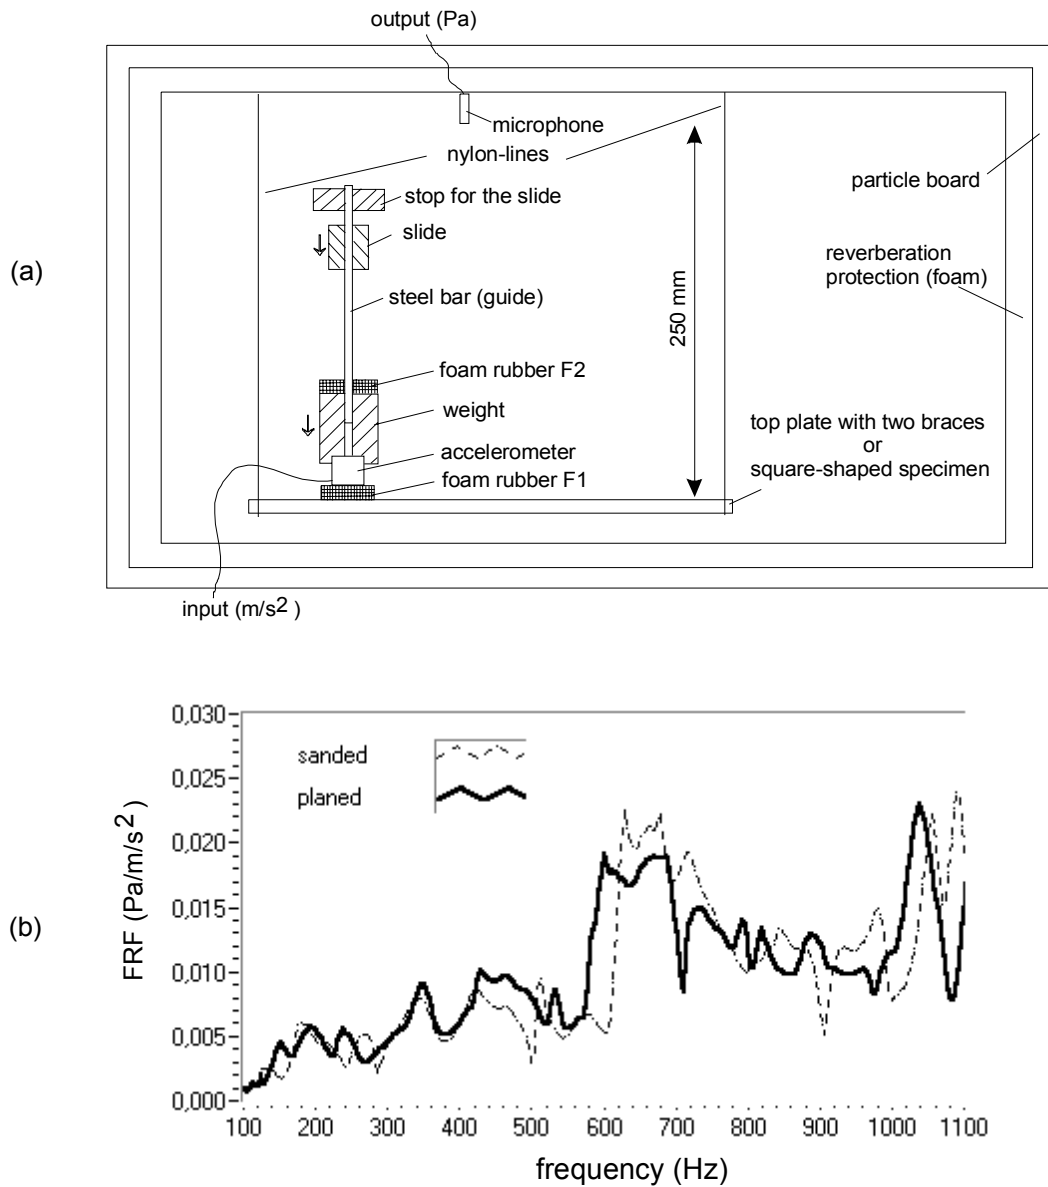 output (Pa)
microphone
nylon-lines
stop for the slide
slide
steel bar (guide)
foam rubber F2
weight
accelerometer
foam rubber F1
250 mm
particle board
reverberation
protection (foam)
top plate with two braces
or
square-shaped specimen
(a)
input (m/s2 )
0,030
sanded
0,025
planed
0,020
0,015
0,010
0,005
0,000
FRF (Pa/m/s2)
(b)
100 200 300 400 500 600 700 800 900 1000 1100
frequency (Hz)